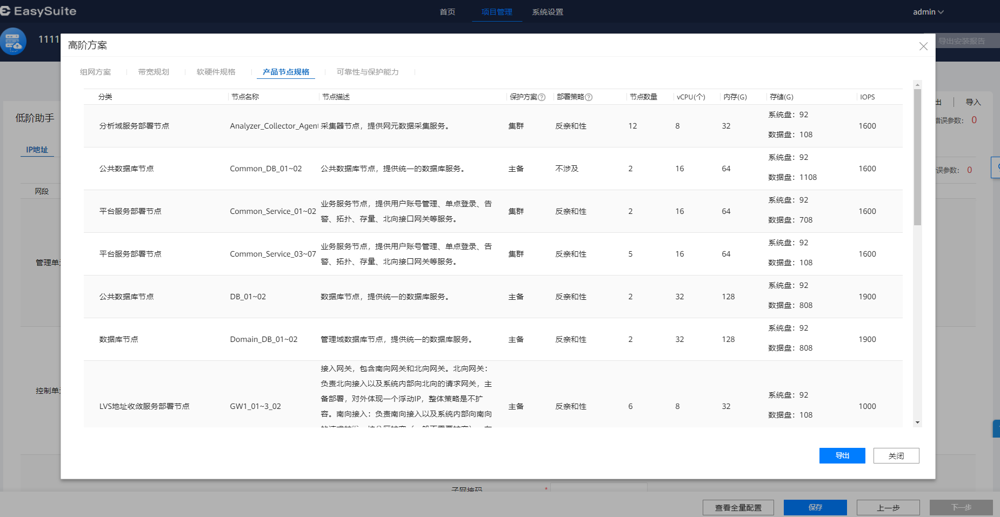 EasySuite
首页
项目管理
系统设置
admin
1111
导出安装报告
高阶方案
组网方案
带宽规划
软硬件规格
产品节点规格
可靠性与保护能力
分类 节点名称 节点描述 保护方案 部署策略 节点数量 vCPU(个) 内存(G) 存储(G) IOPS
分析域服务部署节点 Analyzer_Collector_Agen 采集器节点，提供网元数据采集服务。 集群 反亲和性 12 8 32 系统盘：92 1600
数据盘：108
公共数据库节点 Common_DB_01~02 公共数据库节点，提供统一的数据库服务。 主备 不涉及 2 16 64 系统盘：92 1600
数据盘：1108
平台服务部署节点 Common_Service_01~02 业务服务节点，提供用户账号管理、单点登录、告 集群 反亲和性 2 16 64 系统盘：92 1600
警、拓扑、存量、北向接口网关等服务。 数据盘：708
平台服务部署节点 Common_Service_03~07 业务服务节点，提供用户账号管理、单点登录、告 集群 反亲和性 5 16 64 系统盘：92 1600
警、拓扑、存量、北向接口网关等服务。 数据盘：108
公共数据库节点 DB_01~02 数据库节点，提供统一的数据库服务。 主备 反亲和性 2 32 128 系统盘：92 1900
数据盘：808
数据库节点 Domain_DB_01~02 管理域数据库节点，提供统一的数据库服务。 主备 反亲和性 2 32 128 系统盘：92 1900
数据盘：808
接入网关，包含南向网关和北向网关。北向网关：
负责北向接入以及系统内部向北向的请求网关，主
备部署，对外体现一个浮动IP，整体策略是不扩
容。南向接入：负责南向接入以及系统内部向南向
LVS地址收敛服务部署节点 GW1_01~3_02 主备 反亲和性 6 8 32 系统盘：92 1000
数据盘：108
导出
关闭
低阶助手
IP地址
网段
管理单
控制单
出
导入
错误参数： 0
误参数： 0
子网掩码 *
查看全量配置
保存
上一步
下一步